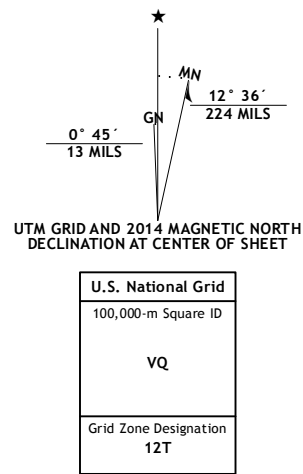 ★
MN
GN
12° 36´
224 MILS
0° 45´
13 MILS
UTM GRID AND 2014 MAGNETIC NORTH
DECLINATION AT CENTER OF SHEET
U.S. National Grid
100,000-m Square ID
VQ
Grid Zone Designation
12T